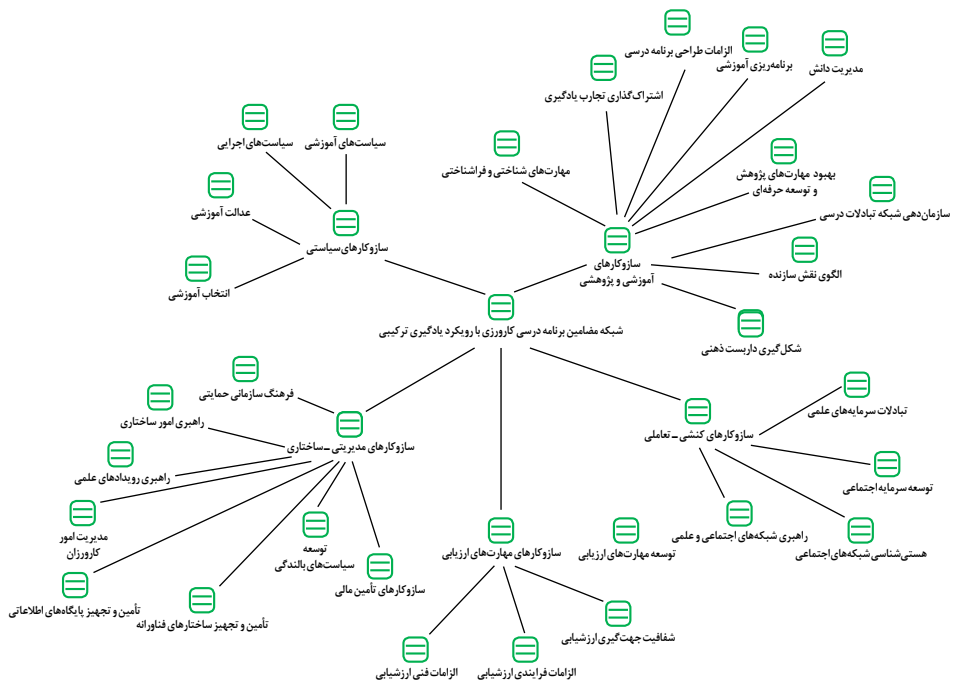 الزامات طراحی برنامه درسی
برنامه‌ریزی آموزشی
مدیریت دانش
اشتراک‌گذاری تجارب یادگیری
سیاست‌های آموزشی
سیاست‌های اجرایی
مهارت‌های شناختی و فراشناختی
بهبود مهارت‌های پژوهش
و توسعه حرفه‌ای
عدالت آموزشی
سازمان‌دهی شبکه تبادلات درسی
سازوکارهای سیاستی
سازوکارهای
آموزشی و پژوهشی
الگوی نقش سازنده
انتخاب آموزشی
شبکه مضامین برنامه درسی کارورزی با رویکرد یادگیری ترکیبی
شکل‌گیری داربست ذهنی
فرهنگ سازمانی حمایتی
تبادلات سرمایه‌های علمی
راهبری امور ساختاری
سازوکارهای کنشی ـ تعاملی
سازوکارهای مدیریتی ـ ساختاری
راهبری رویدادهای علمی
توسعه سرمایه اجتماعی
مدیریت امور
کارورزان
راهبری شبکه‌های اجتماعی و علمی
هستی‌شناسی شبکه‌های اجتماعی
توسعه مهارت‌های ارزیابی
سازوکارهای مهارت‌های ارزیابی
توسعه
سیاست‌های بالندگی
سازوکارهای تأمین مالی
تأمین و تجهیز پایگاه‌های اطلاعاتی
تأمین و تجهیز ساختارهای فناورانه
شفافیت جهت‌گیری ارزشیابی
الزامات فرایندی ارزشیابی
الزامات فنی ارزشیابی